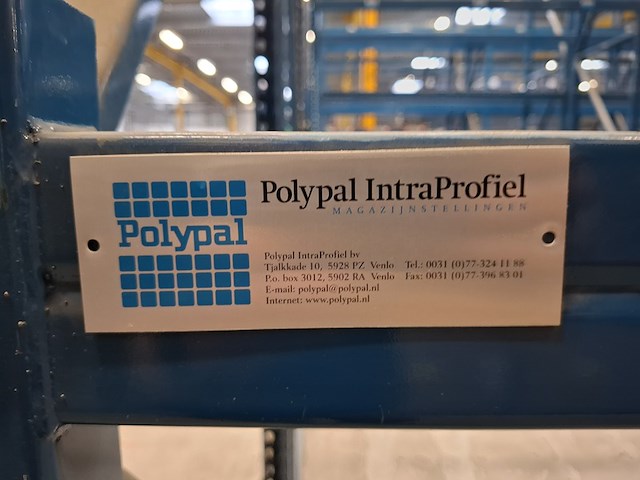 Polypal
Polypal IntraProfiel
MAGAZIJNSTELLINGEN
Polypal IntraProfiel bv
Tjalkkade 10, 5928 PZ Venlo Tel.: 0031 (0)77-324 11 88
P.o. box 3012, 5902 RA Venlo Fax: 0031 (0)77-396 83 01
E-mail: polypal@polypal.nl
Internet: www.polypal.nl